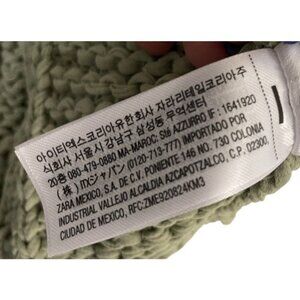 아이티엑스코리아유한회사 자라리테일코리아주
식회사 서울시 강남구 삼성동 무역센터
20층 080-479-0880 MA-MAROC: Sté AZZURRO IF : 1641920
(株) ITXジャパン (0120-713-777) IMPORTADO POR
ZARA MEXICO, S.A. DE C.V. PONIENTE 146 NO. 730 COLONIA
INDUSTRIAL VALLEJO ALCALDIA AZCAPOTZALCO, C.P. 02300,
CIUDAD DE MEXICO, RFC:ZME920824KM3